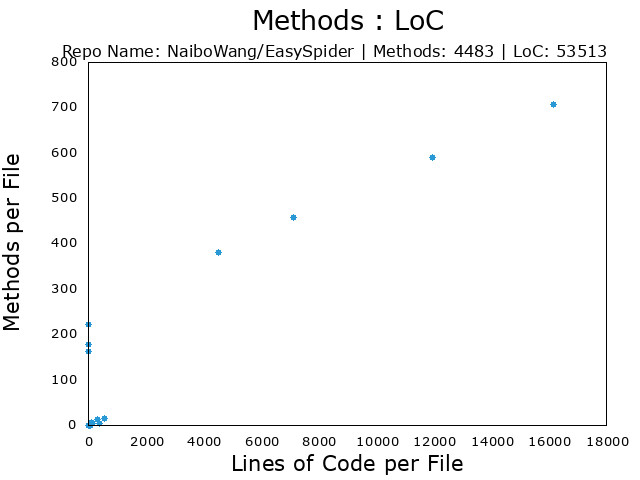 Methods : LoC
Repo Name: NaiboWang/EasySpider | Methods: 4483 | LoC: 53513
800
700
600
500
400
300
200
100
0
Methods per File
0 2000 4000 6000 8000 10000 12000 14000 16000 18000
Lines of Code per File